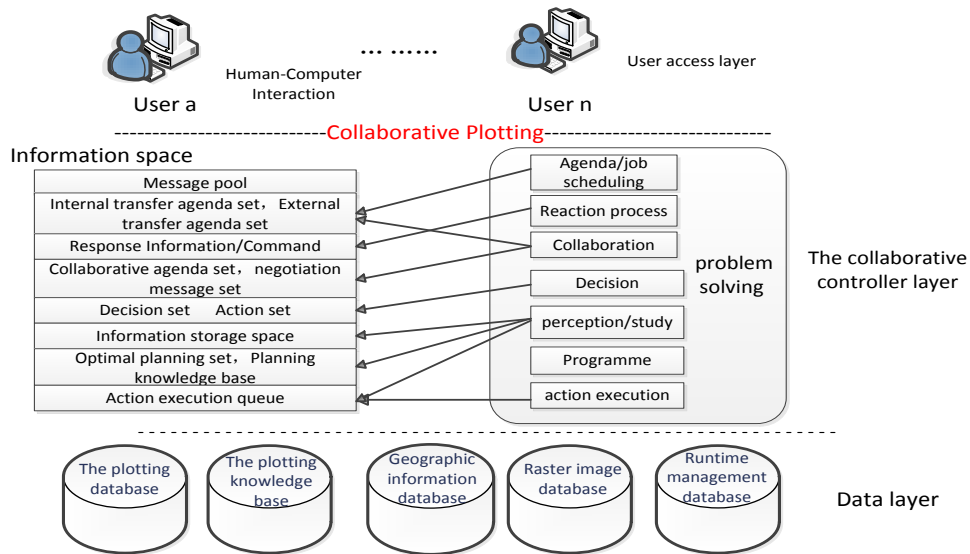 ... ......
Human-Computer
Interaction
User access layer
User a
User n
Collaborative Plotting
Information space
Message pool
Internal transfer agenda set，External
transfer agenda set
Response Information/Command
Collaborative agenda set，negotiation
message set
Decision set Action set
Information storage space
Optimal planning set，Planning
knowledge base
Action execution queue
Agenda/job
scheduling
Reaction process
Collaboration
Decision
perception/study
Programme
action execution
problem
solving
The collaborative
controller layer
The plotting
database
The plotting
knowledge
base
Geographic
information
database
Raster image
database
Runtime
management
database
Data layer